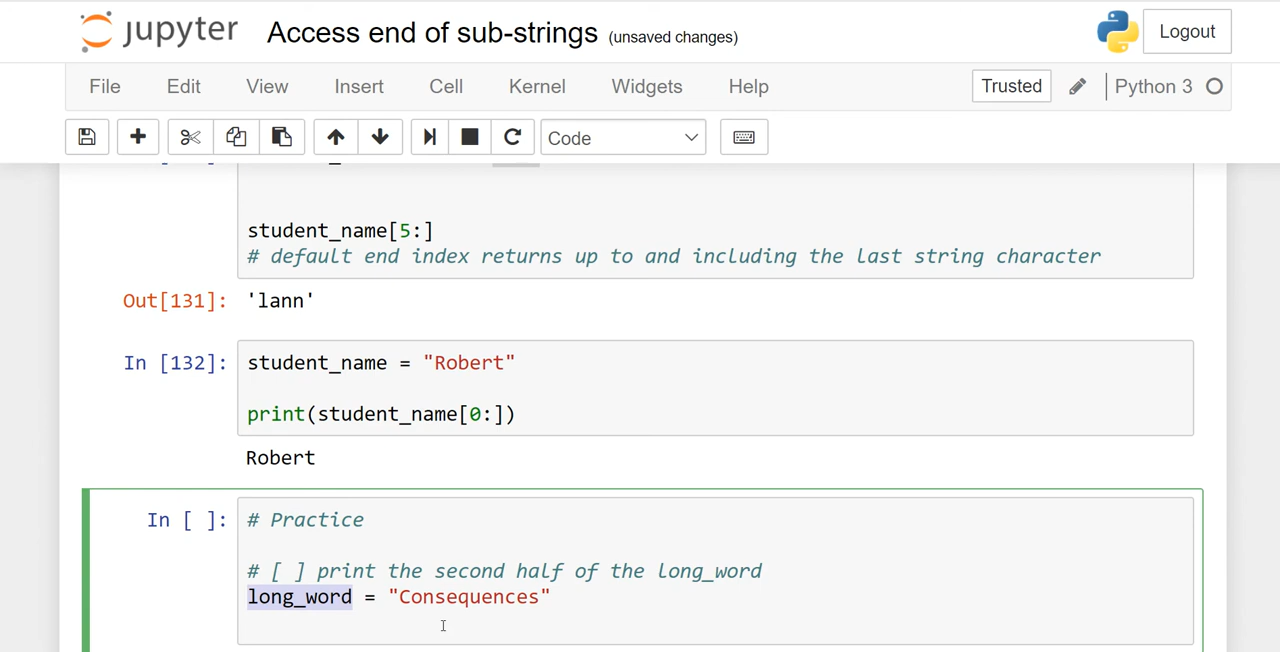 jupyter Access end of sub-strings (unsaved changes) Logout
File Edit View Insert Cell Kernel Widgets Help Trusted Python 3
Code
student_name[5:]
# default end index returns up to and including the last string character
Out[131]: 'lann'
In [132]: student_name = "Robert"
print(student_name[0:])
Robert
In [ ]: # Practice
# [ ] print the second half of the long_word
long_word = "Consequences"